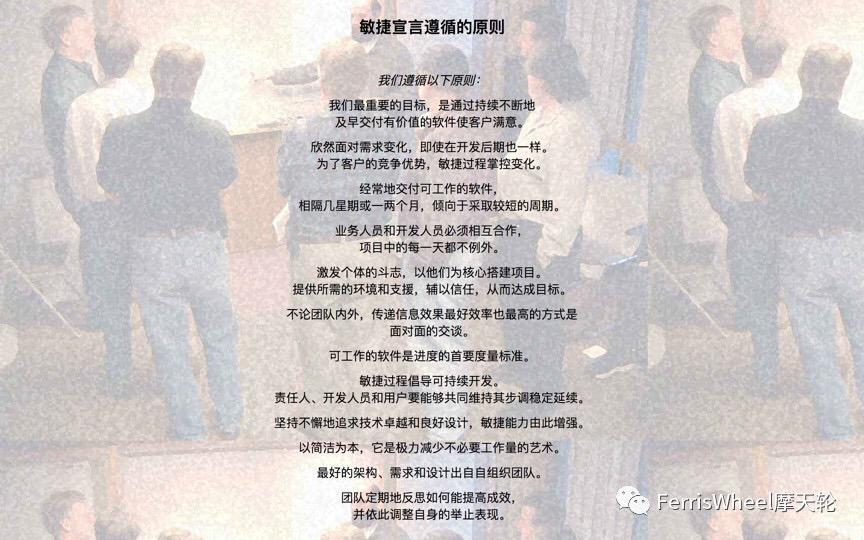 敏捷宣言遵循的原则
我们遵循以下原则：
我们最重要的目标，是通过持续不断地
及早交付有价值的软件使客户满意。
欣然面对需求变化，即使在开发后期也一样。
为了客户的竞争优势，敏捷过程掌控变化。
经常地交付可工作的软件，
相隔几星期或一两个月，倾向于采取较短的周期。
业务人员和开发人员必须相互合作，
项目中的每一天都不例外。
激发个体的斗志，以他们为核心搭建项目。
提供所需的环境和支援，辅以信任，从而达成目标。
不论团队内外，传递信息效果最好效率也最高的方式是
面对面的交谈。
可工作的软件是进度的首要度量标准。
敏捷过程倡导可持续开发。
责任人、开发人员和用户要能够共同维持其步调稳定延续。
坚持不懈地追求技术卓越和良好设计，敏捷能力由此增强。
以简洁为本，它是极力减少不必要工作量的艺术。
最好的架构、需求和设计出自自组织团队。
团队定期地反思如何能提高成效，
并依此调整自身的举止表现。
FerrisWheel摩天轮